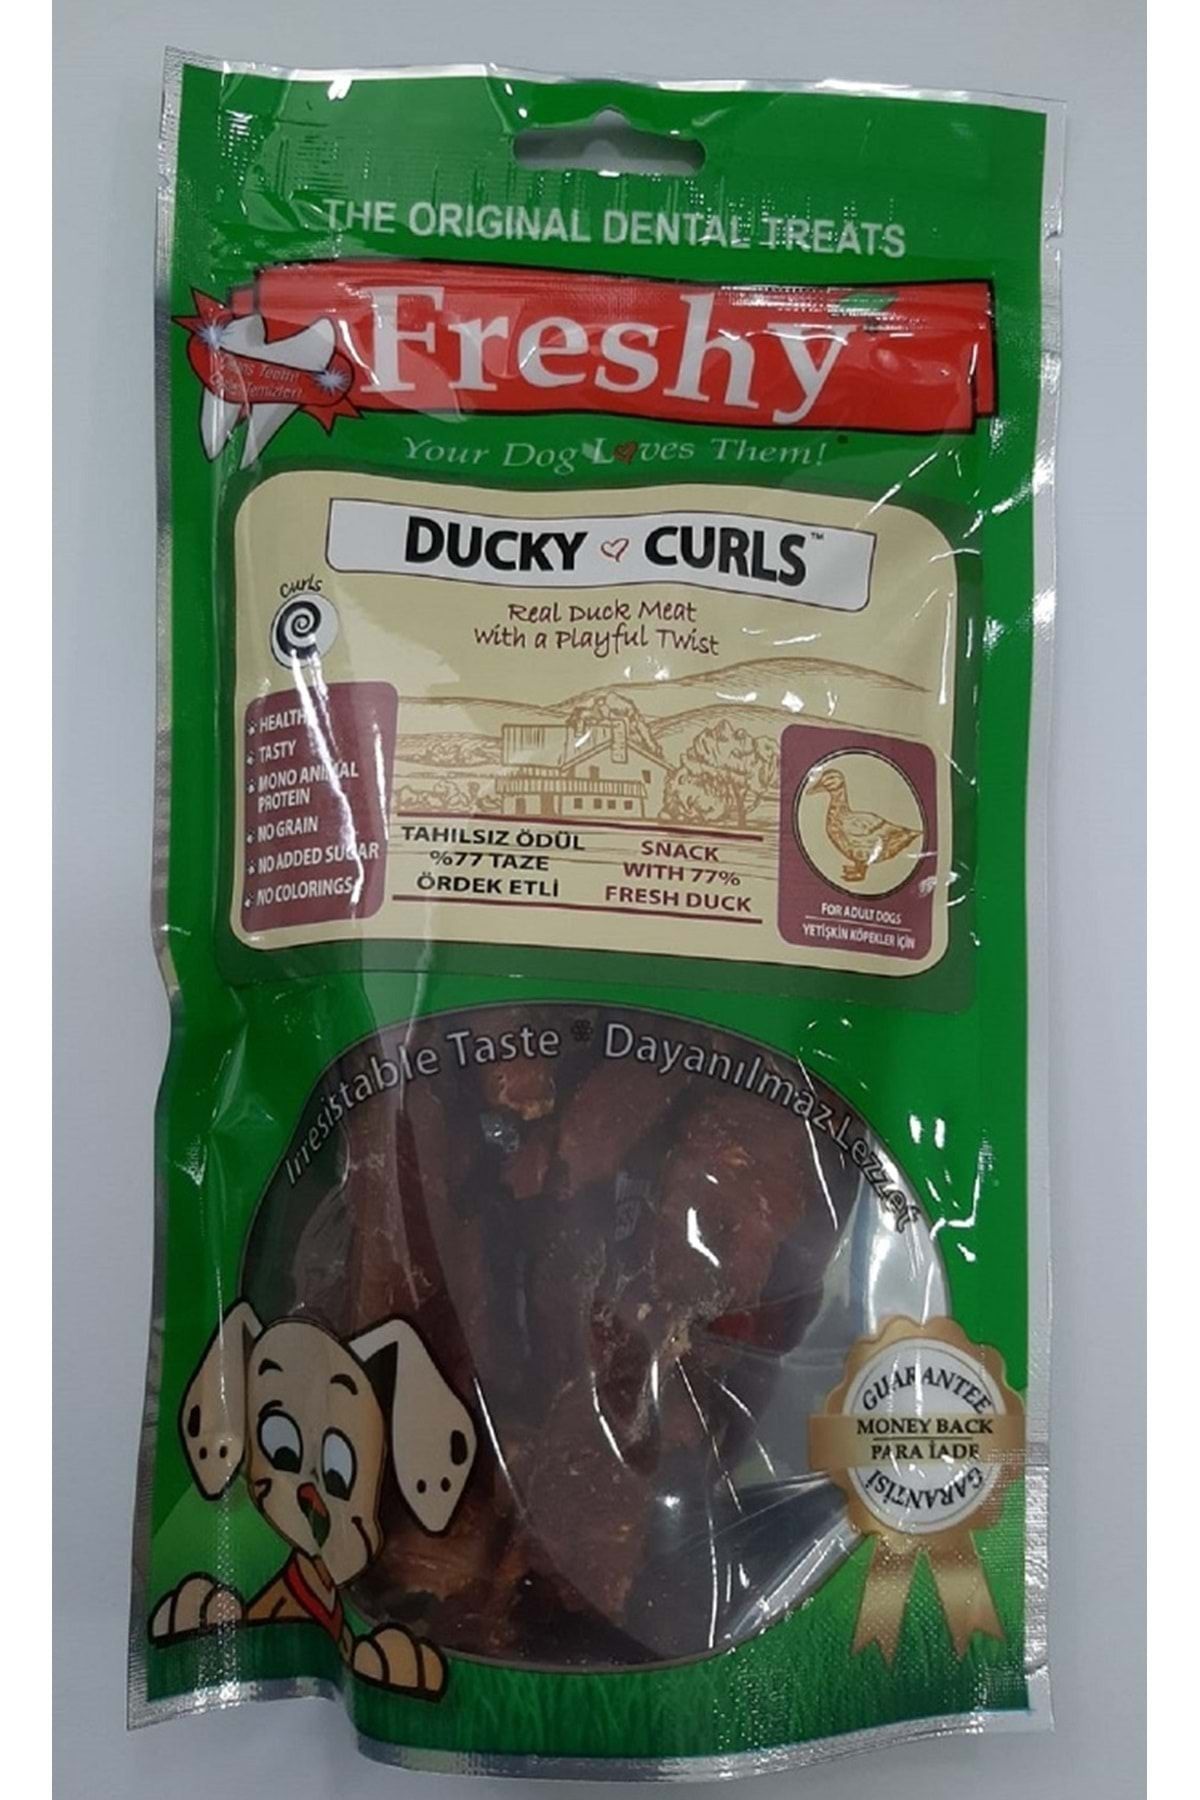 THE ORIGINAL DENTAL TREATS
Freshy
Teeth!
Your Dog Loves Them!
DUCKY CURLS™
curls
Real Duck Meat
with a Playful Twist
HEALTHY
TASTY
MONO ANIMAL
PROTEIN
NO GRAIN
NO ADDED SUGAR
NO COLORINGS
TAHILSIZ ÖDÜL
%77 TAZE
ÖRDEK ETLİ
SNACK
WITH 77%
FRESH DUCK
FOR ADULT DOGS
YETİŞKİN KÖPEKLER İÇİN
Irresistable Taste Dayanılmaz Lezzet
GUARANTEE
MONEY BACK
PARA İADE
GARANTİSİ